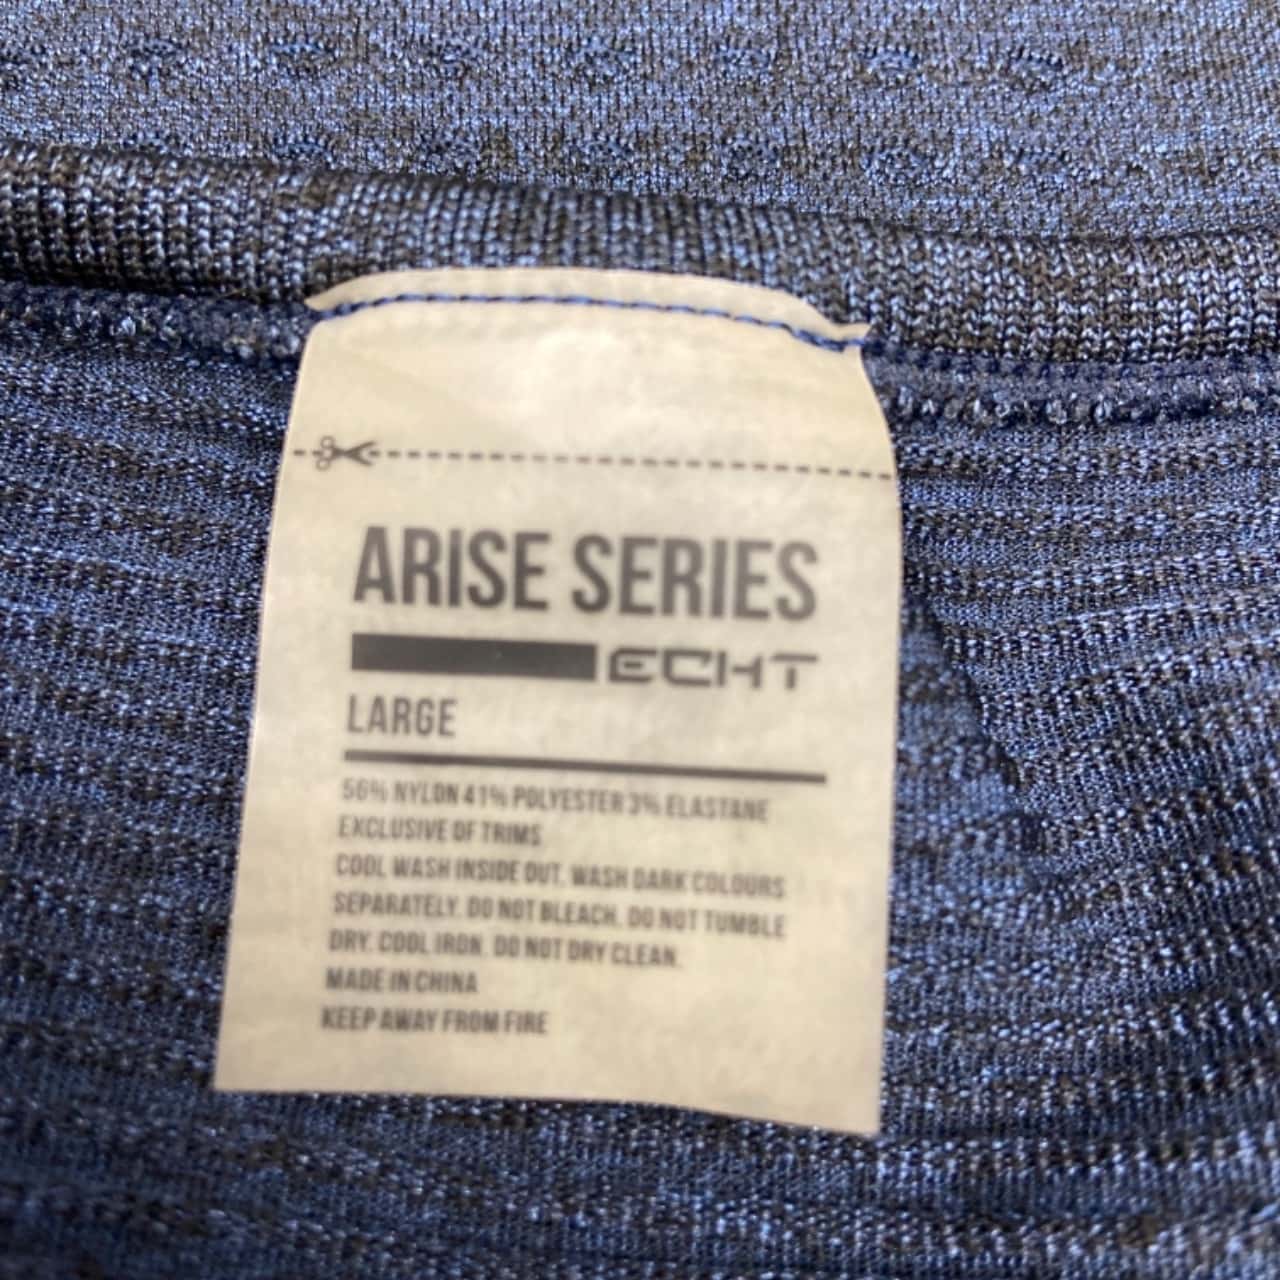 ARISE SERIES
ECHT
LARGE
56% NYLON 41% POLYESTER 3% ELASTANE
EXCLUSIVE OF TRIMS
COOL WASH INSIDE OUT. WASH DARK COLOURS
SEPARATELY. DO NOT BLEACH. DO NOT TUMBLE
DRY. COOL IRON. DO NOT DRY CLEAN.
MADE IN CHINA
KEEP AWAY FROM FIRE